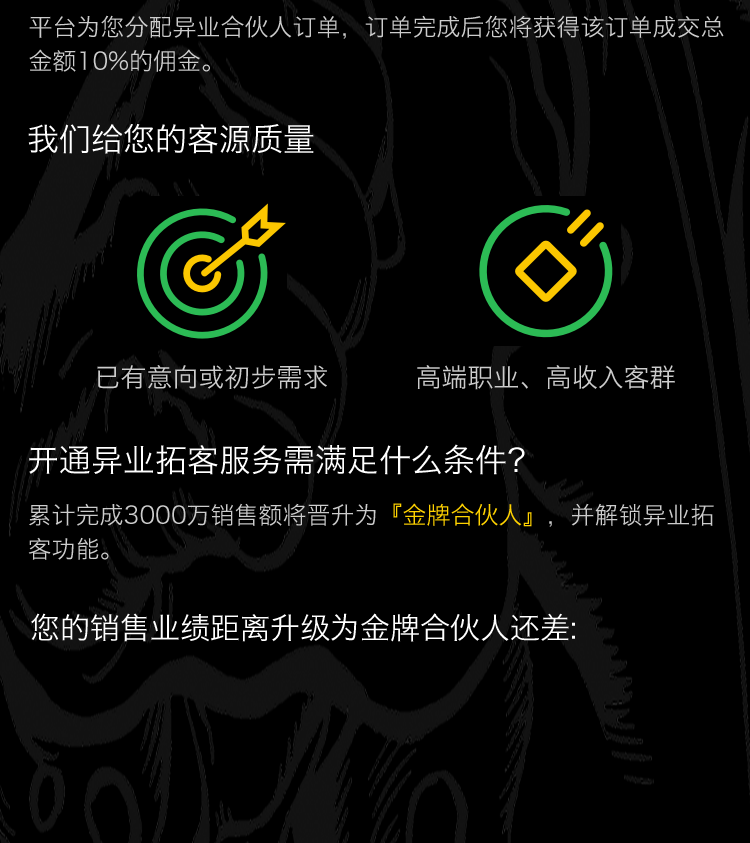 平台为您分配异业合伙人订单，订单完成后您将获得该订单成交总
金额10%的佣金。
我们给您的客源质量
已有意向或初步需求
高端职业、高收入客群
开通异业拓客服务需满足什么条件?
累计完成3000万销售额将晋升为『金牌合伙人』，并解锁异业拓
客功能。
您的销售业绩距离升级为金牌合伙人还差: